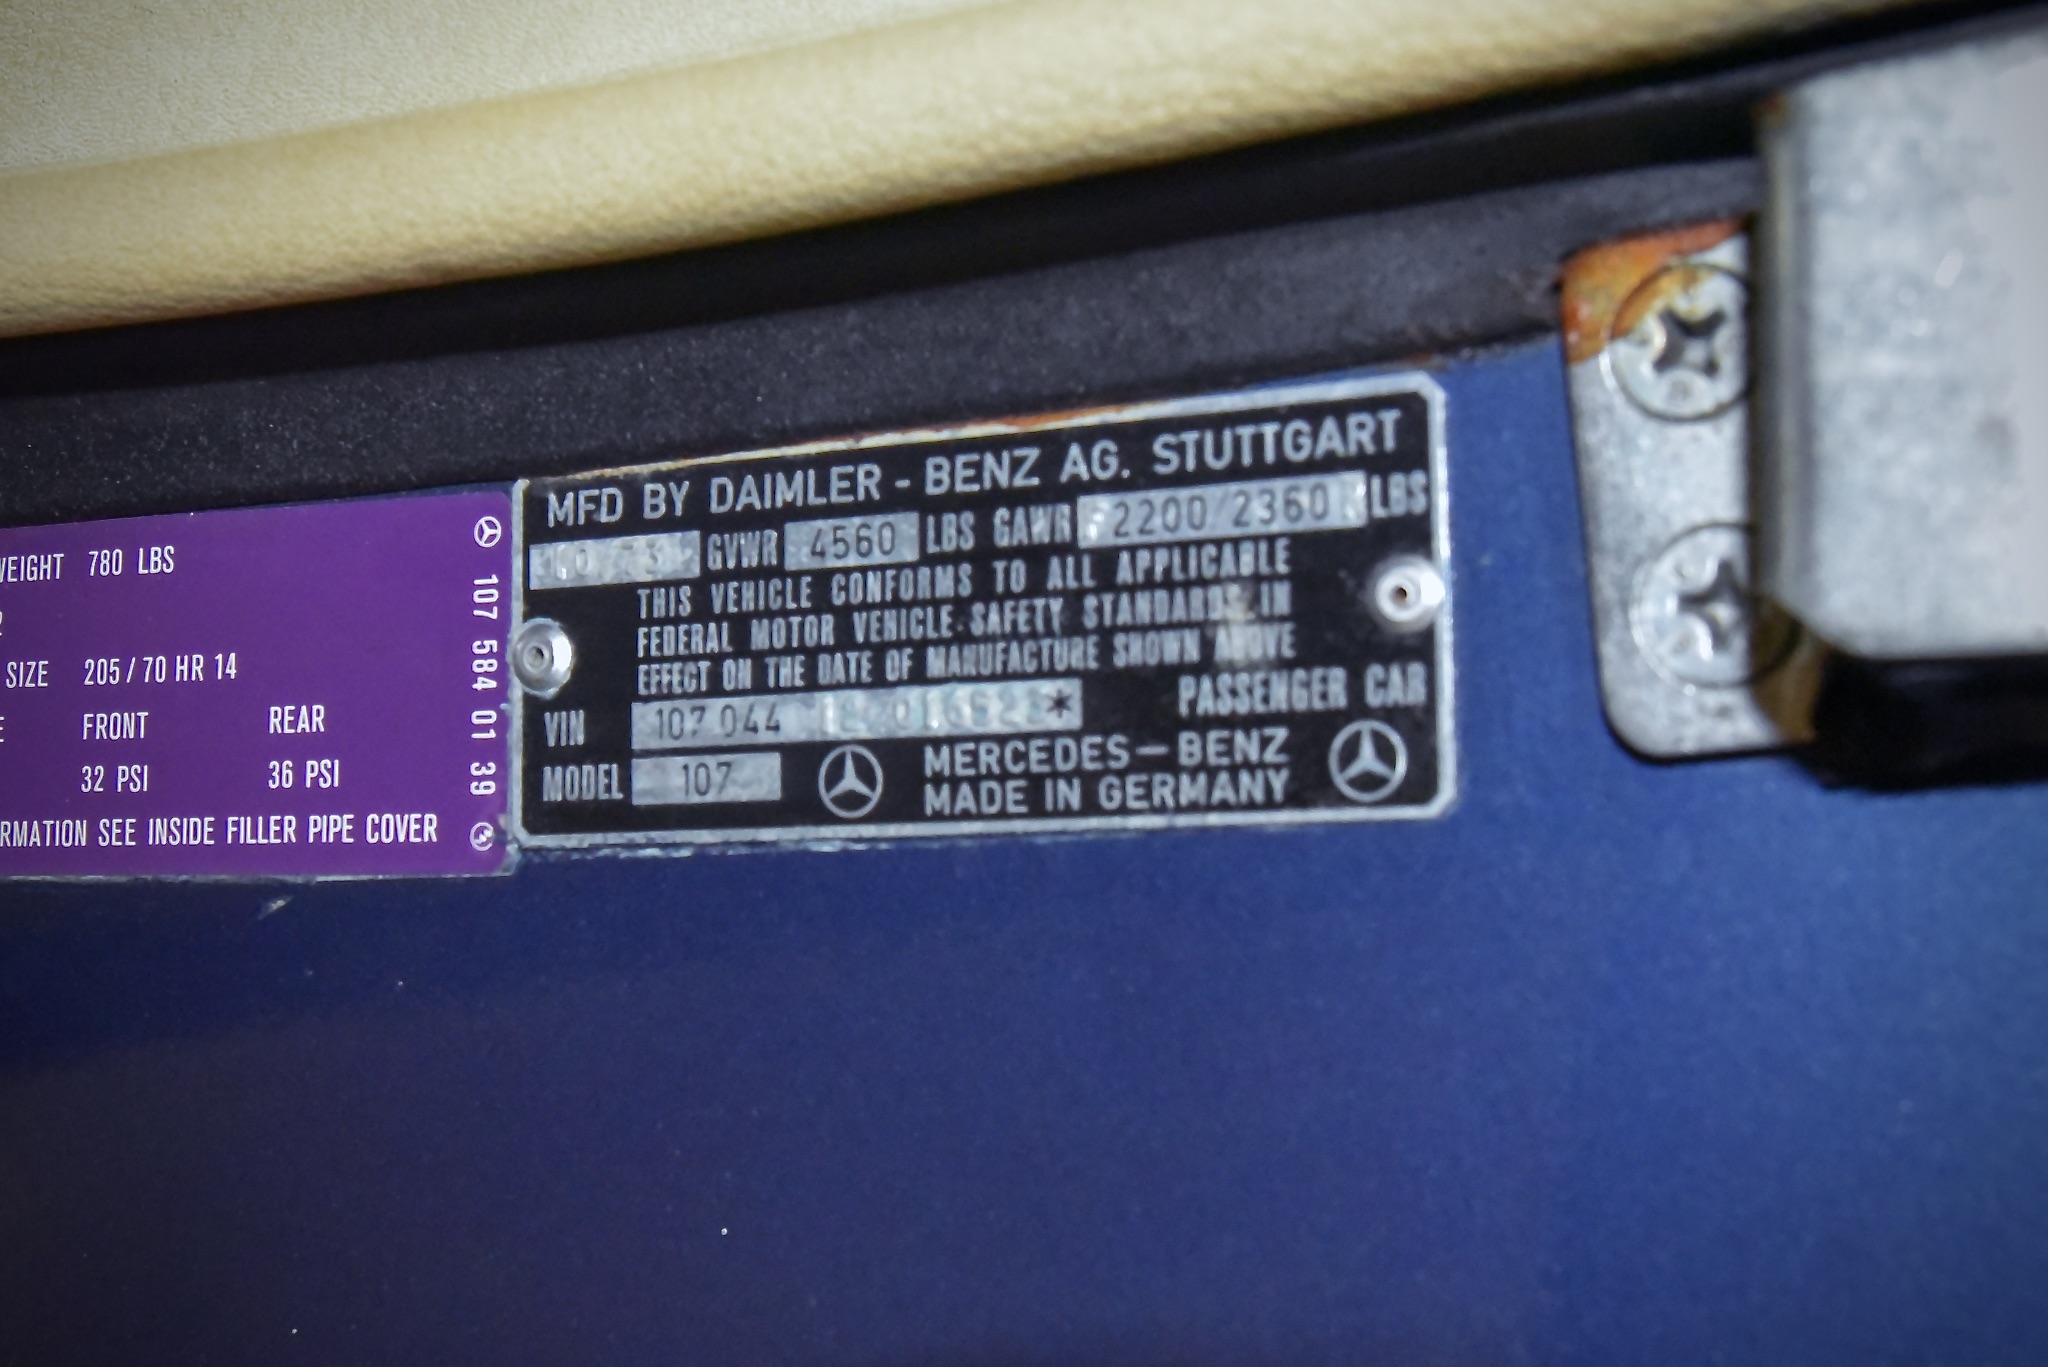 WEIGHT 780 LBS
SIZE 205/70 HR 14
FRONT REAR
32 PSI 36 PSI
SEE INSIDE FILLER PIPE COVER
107 584 01 39
MFD BY DAIMLER-BENZ AG. STUTTGART
GVWR 4560 LBS GAWR 2200/2360 LBS
THIS VEHICLE CONFORMS TO ALL APPLICABLE
FEDERAL MOTOR VEHICLE SAFETY STANDARDS IN
EFFECT ON THE DATE OF MANUFACTURE SHOWN ABOVE
VIN 107 044
PASSENGER CAR
MODEL 107
MERCEDES-BENZ
MADE IN GERMANY